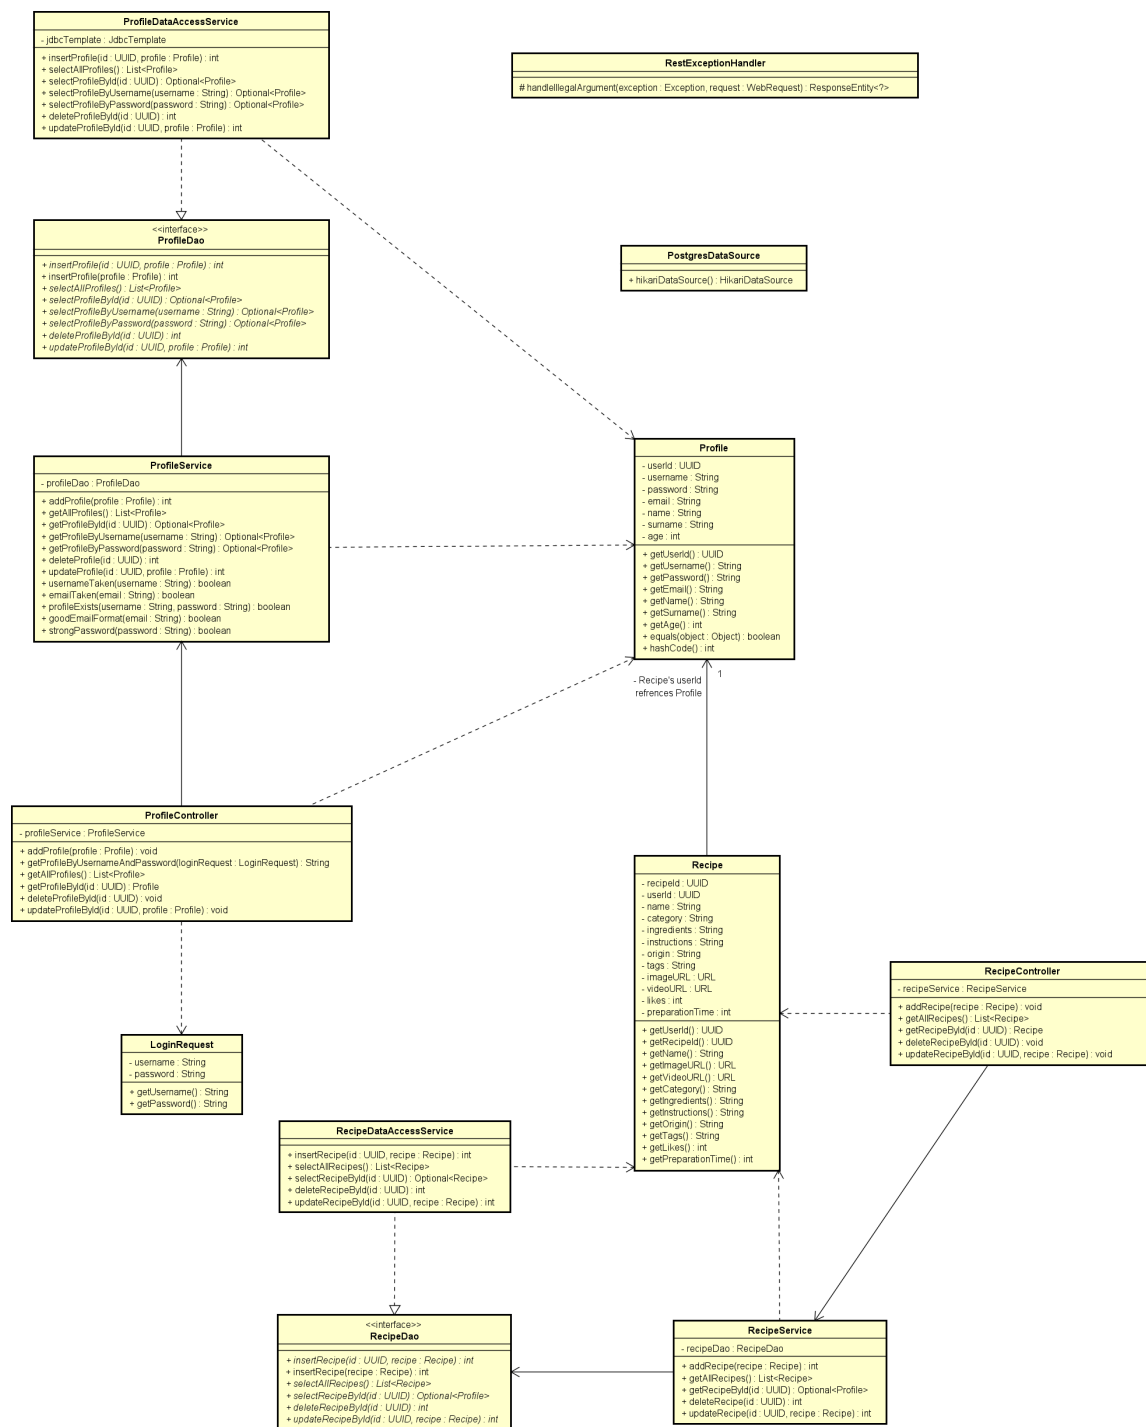 ProfileDataAccessService
- jdbcTemplate : JdbcTemplate
+ insertProfile(id : UUID, profile : Profile) : int
+ selectAllProfiles() : List<Profile>
+ selectProfileById(id : UUID) : Optional<Profile>
+ selectProfileByUsername(username : String) : Optional<Profile>
+ selectProfileByPassword(password : String) : Optional<Profile>
+ deleteProfileById(id : UUID) : int
+ updateProfileById(id : UUID, profile : Profile) : int
RestExceptionHandler
# handleIllegalArgument(exception : Exception, request : WebRequest) : ResponseEntity<?>
<<interface>>
ProfileDao
+ insertProfile(id : UUID, profile : Profile) : int
+ insertProfile(profile : Profile) : int
+ selectAllProfiles() : List<Profile>
+ selectProfileById(id : UUID) : Optional<Profile>
+ selectProfileByUsername(username : String) : Optional<Profile>
+ selectProfileByPassword(password : String) : Optional<Profile>
+ deleteProfileById(id : UUID) : int
+ updateProfileById(id : UUID, profile : Profile) : int
PostgresDataSource
+ hikariDataSource() : HikariDataSource
ProfileService
- profileDao : ProfileDao
+ addProfile(profile : Profile) : int
+ getAllProfiles() : List<Profile>
+ getProfileById(id : UUID) : Optional<Profile>
+ getProfileByUsername(username : String) : Optional<Profile>
+ getProfileByPassword(password : String) : Optional<Profile>
+ deleteProfile(id : UUID) : int
+ updateProfile(id : UUID, profile : Profile) : int
+ usernameTaken(username : String) : boolean
+ emailTaken(email : String) : boolean
+ profileExists(username : String, password : String) : boolean
+ goodEmailFormat(email : String) : boolean
+ strongPassword(password : String) : boolean
Profile
- userId : UUID
- username : String
- password : String
- email : String
- name : String
- surname : String
- age : int
+ getUserId() : UUID
+ getUsername() : String
+ getPassword() : String
+ getEmail() : String
+ getName() : String
+ getSurname() : String
+ getAge() : int
+ equals(object : Object) : boolean
+ hashCode() : int
- Recipe's userId
refrences Profile
1
ProfileController
- profileService : ProfileService
+ addProfile(profile : Profile) : void
+ getProfileByUsernameAndPassword(loginRequest : LoginRequest) : String
+ getAllProfiles() : List<Profile>
+ getProfileById(id : UUID) : Profile
+ deleteProfileById(id : UUID) : void
+ updateProfileById(id : UUID, profile : Profile) : void
Recipe
- recipeId : UUID
- userId : UUID
- name : String
- category : String
- ingredients : String
- instructions : String
- origin : String
- tags : String
- imageURL : URL
- videoURL : URL
- likes : int
- preparationTime : int
+ getUserId() : UUID
+ getRecipeId() : UUID
+ getName() : String
+ getImageURL() : URL
+ getVideoURL() : URL
+ getCategory() : String
+ getIngredients() : String
+ getInstructions() : String
+ getOrigin() : String
+ getTags() : String
+ getLikes() : int
+ getPreparationTime() : int
RecipeController
- recipeService : RecipeService
+ addRecipe(recipe : Recipe) : void
+ getAllRecipes() : List<Recipe>
+ getRecipeById(id : UUID) : Recipe
+ deleteRecipeById(id : UUID) : void
+ updateRecipeById(id : UUID, recipe : Recipe) : void
LoginRequest
- username : String
- password : String
+ getUsername() : String
+ getPassword() : String
RecipeDataAccessService
+ insertRecipe(id : UUID, recipe : Recipe) : int
+ selectAllRecipes() : List<Recipe>
+ selectRecipeById(id : UUID) : Optional<Recipe>
+ deleteRecipeById(id : UUID) : int
+ updateRecipeById(id : UUID, recipe : Recipe) : int
<<interface>>
RecipeDao
+ insertRecipe(id : UUID, recipe : Recipe) : int
+ insertRecipe(recipe : Recipe) : int
+ selectAllRecipes() : List<Recipe>
+ selectRecipeById(id : UUID) : Optional<Profile>
+ deleteRecipeById(id : UUID) : int
+ updateRecipeById(id : UUID, recipe : Recipe) : int
RecipeService
- recipeDao : RecipeDao
+ addRecipe(recipe : Recipe) : int
+ getAllRecipes() : List<Recipe>
+ getRecipeById(id : UUID) : Optional<Profile>
+ deleteRecipe(id : UUID) : int
+ updateRecipe(id : UUID, recipe : Recipe) : int